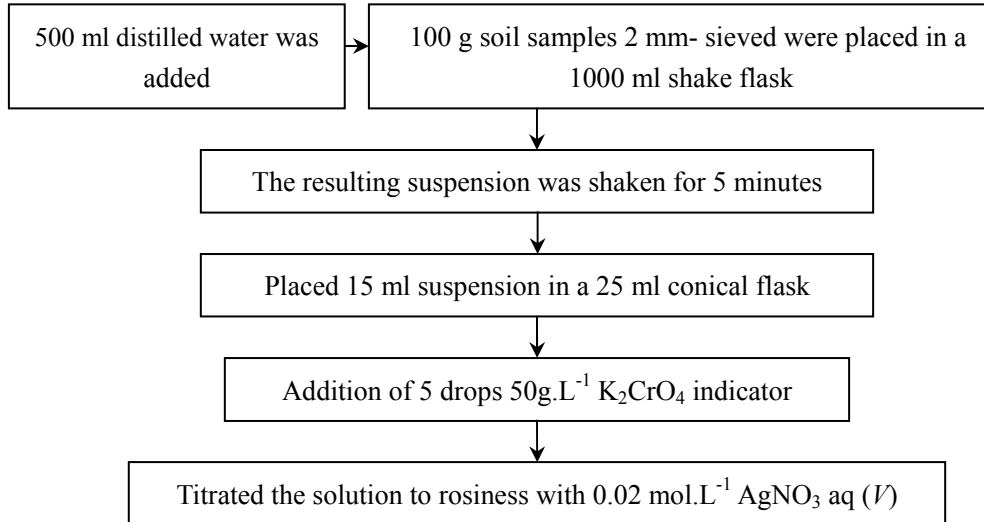 500 ml distilled water was
added
100 g soil samples 2 mm- sieved were placed in a
1000 ml shake flask
The resulting suspension was shaken for 5 minutes
Placed 15 ml suspension in a 25 ml conical flask
Addition of 5 drops 50g.L⁻¹ K₂CrO₄ indicator
Titrated the solution to rosiness with 0.02 mol.L⁻¹ AgNO₃ aq (V)